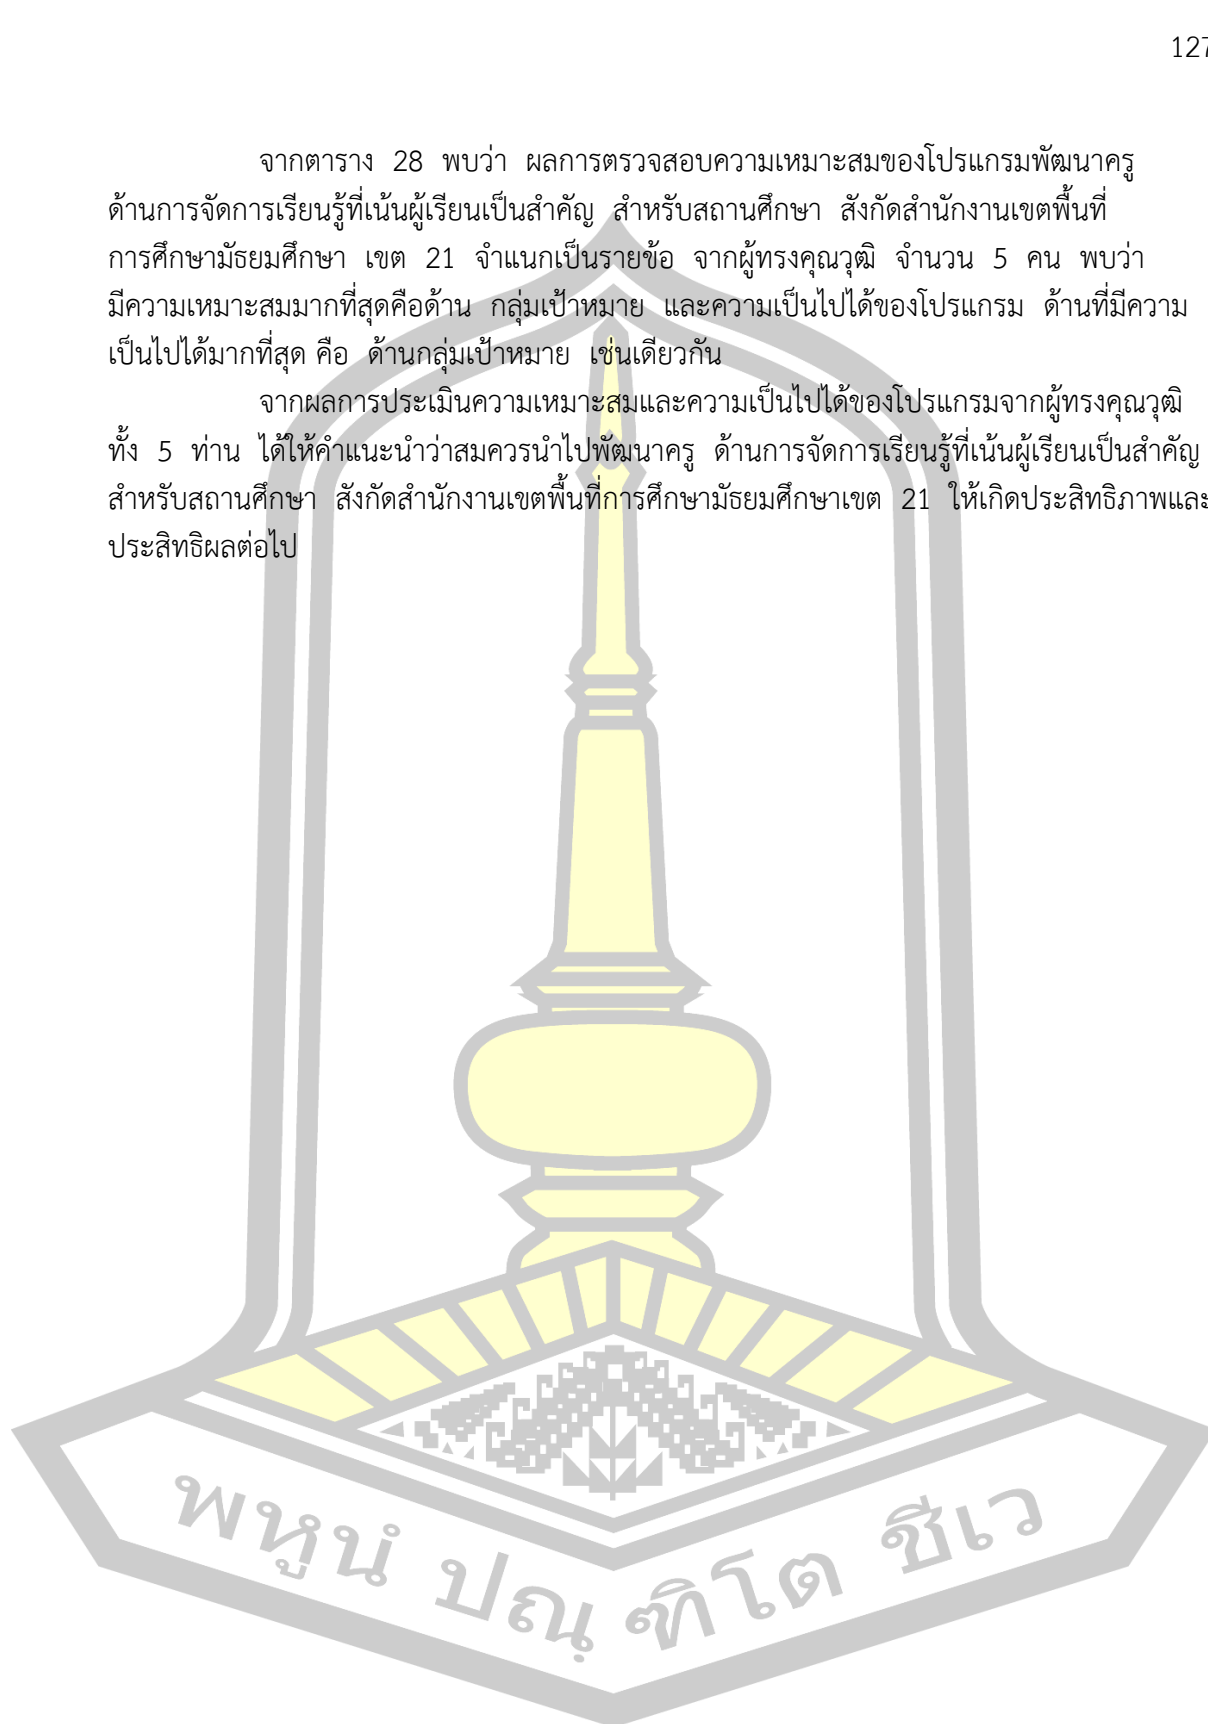 127
จากตาราง 28 พบว่า ผลการตรวจสอบความเหมาะสมของโปรแกรมพัฒนาครู
ด้านการจัดการเรียนรู้ที่เน้นผู้เรียนเป็นสำคัญ สำหรับสถานศึกษา สังกัดสำนักงานเขตพื้นที่
การศึกษามัธยมศึกษา เขต 21 จำแนกเป็นรายข้อ จากผู้ทรงคุณวุฒิ จำนวน 5 คน พบว่า
มีความเหมาะสมมากที่สุดคือด้าน กลุ่มเป้าหมาย และความเป็นไปได้ของโปรแกรม ด้านที่มีความ
เป็นไปได้มากที่สุด คือ ด้านกลุ่มเป้าหมาย เช่นเดียวกัน
จากผลการประเมินความเหมาะสมและความเป็นไปได้ของโปรแกรมจากผู้ทรงคุณวุฒิ
ทั้ง 5 ท่าน ได้ให้คำแนะนำว่าสมควรนำไปพัฒนาครู ด้านการจัดการเรียนรู้ที่เน้นผู้เรียนเป็นสำคัญ
สำหรับสถานศึกษา สังกัดสำนักงานเขตพื้นที่การศึกษามัธยมศึกษาเขต 21 ให้เกิดประสิทธิภาพและ
ประสิทธิผลต่อไป
พหูนํ ปณฺฑิโต ชีเว